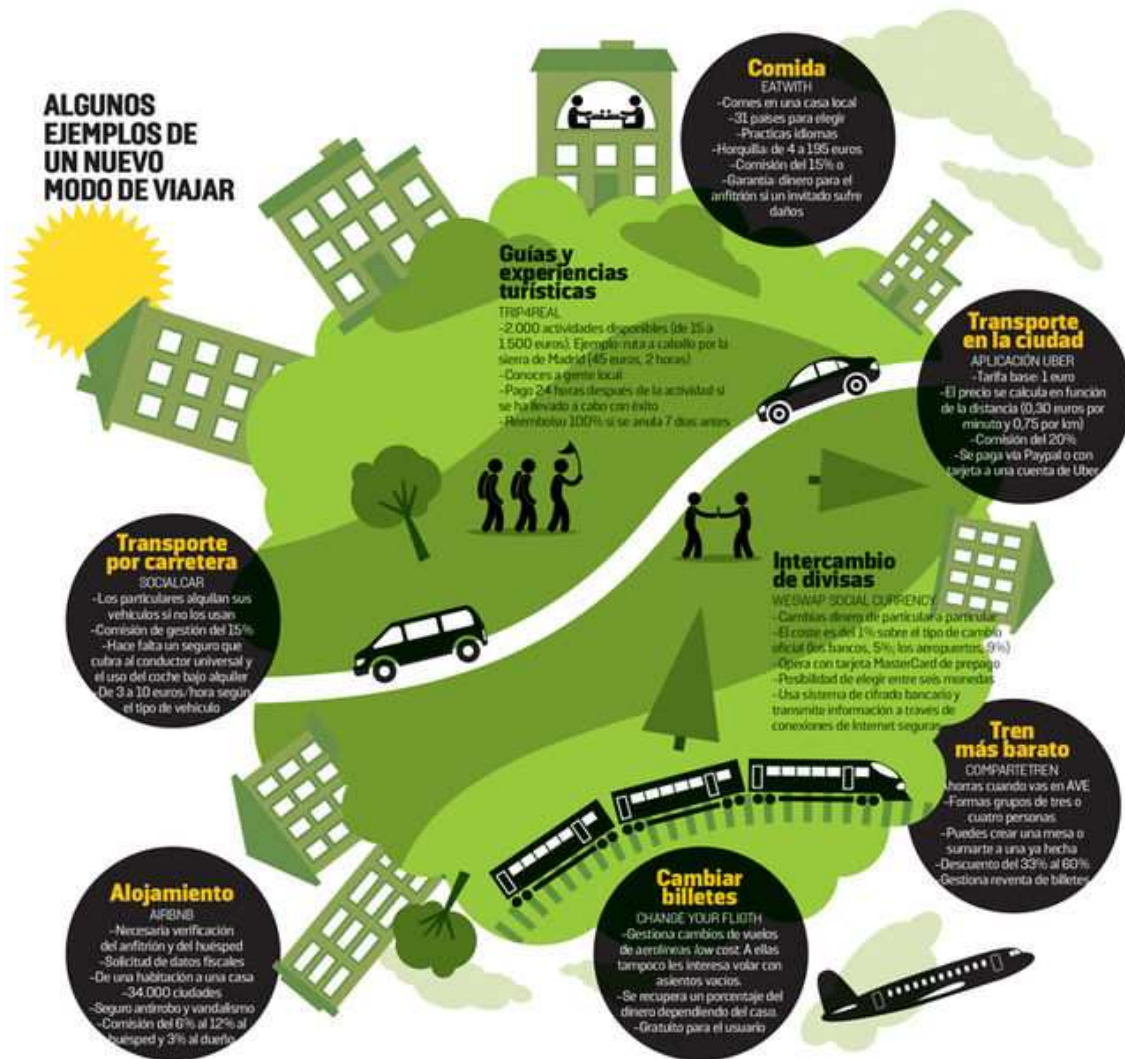 ALGUNOS
EJEMPLOS DE
UN NUEVO
MODO DE VIAJAR
Comida
EATWITH
-Comes en una casa local
-31 países para elegir
-Practicas idiomas
-Horquilla: de 4 a 195 euros
-Comisión del 15% o
-Garantía: dinero para el
anfitrión si un invitado sufre
daños
Guías y
experiencias
turísticas
TRIP4REAL
-2.000 actividades disponibles (de 15 a
1.500 euros). Ejemplo: ruta a caballo por la
sierra de Madrid (45 euros, 2 horas)
-Conoces a gente local
-Pago 24 horas después de la actividad si
se ha llevado a cabo con éxito
-Reembolso 100% si se anula 7 días antes
Transporte
en la ciudad
APLICACIÓN UBER
-Tarifa base: 1 euro
-El precio se calcula en función
de la distancia (0,30 euros por
minuto y 0,75 por km)
-Comisión del 20%
-Se paga vía Paypal o con
tarjeta a una cuenta de Uber
Transporte
por carretera
SOCIALCAR
-Los particulares alquilan sus
vehículos si no los usan
-Comisión de gestión del 15%
-Hace falta un seguro que
cubra al conductor universal y
el uso del coche bajo alquiler
-De 3 a 10 euros/hora según
el tipo de vehículo
Intercambio
de divisas
WESWAP SOCIAL CURRENCY
-Cambias dinero de particular a particular
-El coste es del 1% sobre el tipo de cambio
oficial (los bancos, 5%; los aeropuertos, 9%)
-Opera con tarjeta MasterCard de prepago
-Posibilidad de elegir entre seis monedas
-Usa sistema de cifrado bancario y
transmite información a través de
conexiones de Internet seguras
Tren
más barato
COMPARTETREN
Ahorras cuando vas en AVE
-Formas grupos de tres o
cuatro personas
-Puedes crear una mesa o
sumarte a una ya hecha
-Descuento del 33% al 60%
-Gestiona reventa de billetes
Alojamiento
AIRBNB
-Necesaria verificación
del anfitrión y del huésped
-Solicitud de datos fiscales
-De una habitación a una casa
-34.000 ciudades
-Seguro antirrobo y vandalismo
-Comisión del 6% al 12% al
huésped y 3% al dueño
Cambiar
billetes
CHANGE YOUR FLIGTH
-Gestiona cambios de vuelos
de aerolíneas low cost. A ellas
tampoco les interesa volar con
asientos vacíos.
-Se recupera un porcentaje del
dinero dependiendo del caso
-Gratuito para el usuario